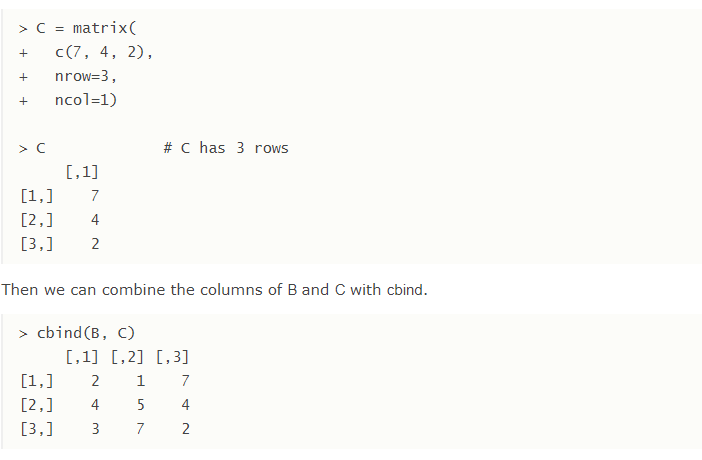 > C = matrix(
+   c(7, 4, 2),
+   nrow=3,
+   ncol=1)
> C             # C has 3 rows
     [,1]
[1,]    7
[2,]    4
[3,]    2
Then we can combine the columns of B and C with cbind.
> cbind(B, C)
     [,1] [,2] [,3]
[1,]    2    1    7
[2,]    4    5    4
[3,]    3    7    2